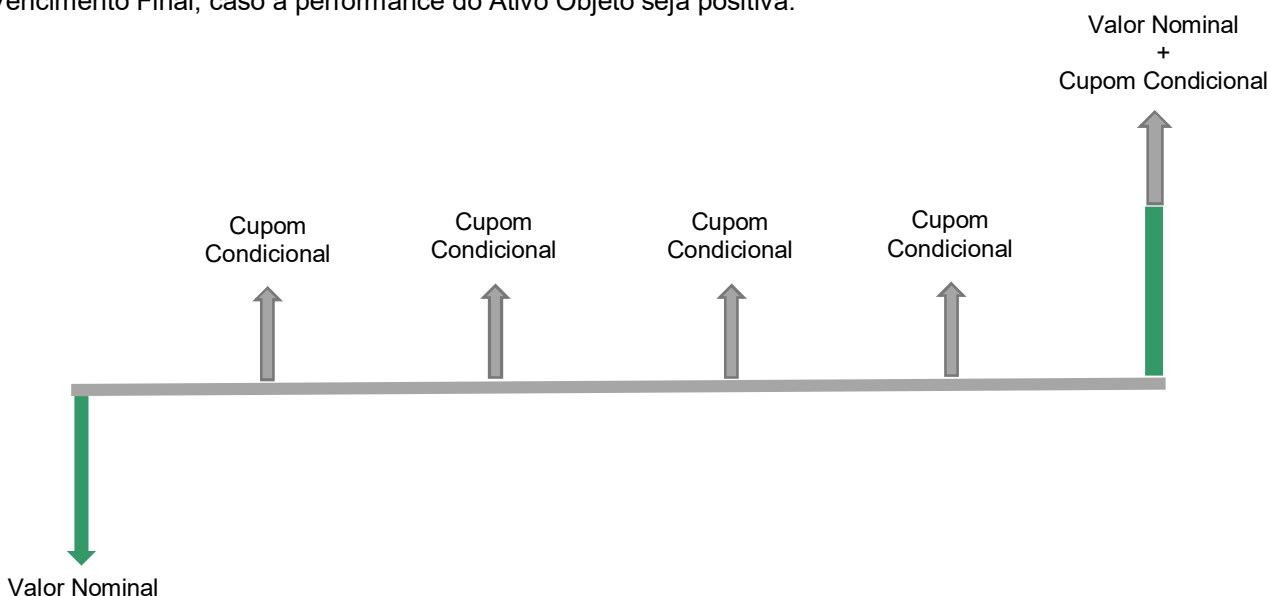 Vencimento Final, caso a performance do Ativo Objeto seja positiva.
Valor Nominal
+
Cupom Condicional
Cupom
Condicional
Cupom
Condicional
Cupom
Condicional
Cupom
Condicional
Valor Nominal